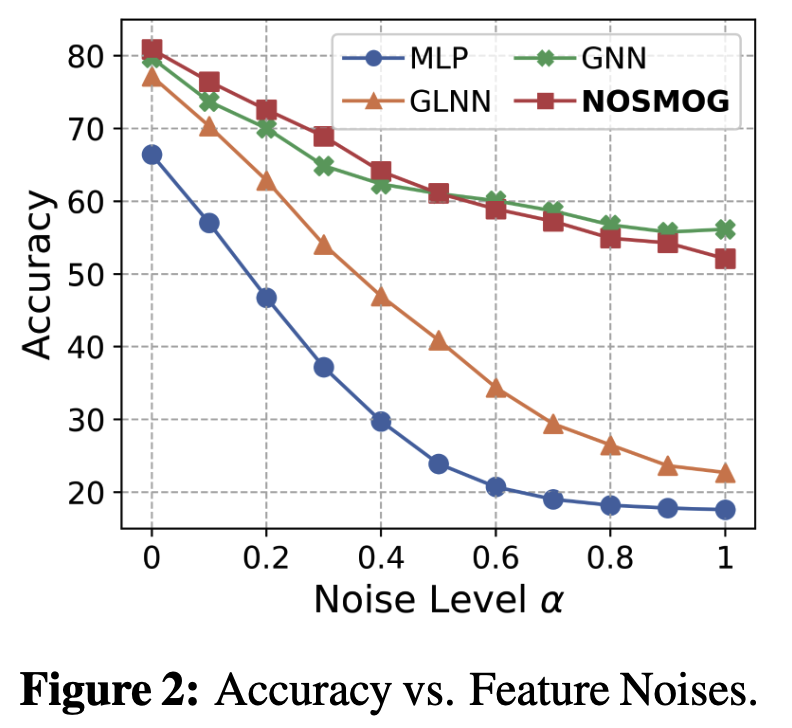 MLP GNN
GLNN NOSMOG
80
70
60
50
40
30
20
Accuracy
0 0.2 0.4 0.6 0.8 1
Noise Level α
Figure 2: Accuracy vs. Feature Noises.